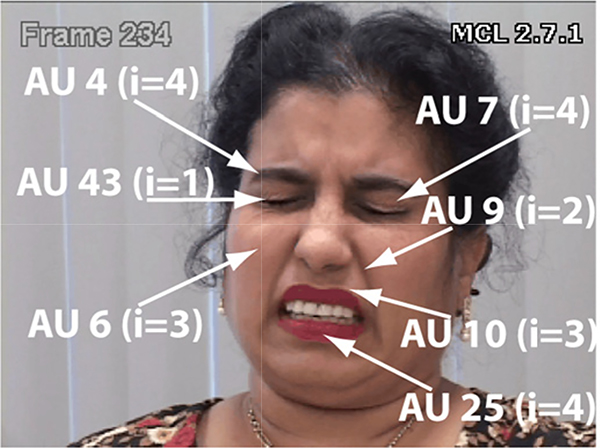 Frame 234
MCL 2.7.1
AU 4 (i=4)
AU 7 (i=4)
AU 43 (i=1)
AU 9 (i=2)
AU 6 (i=3)
AU 10 (i=3)
AU 25 (i=4)